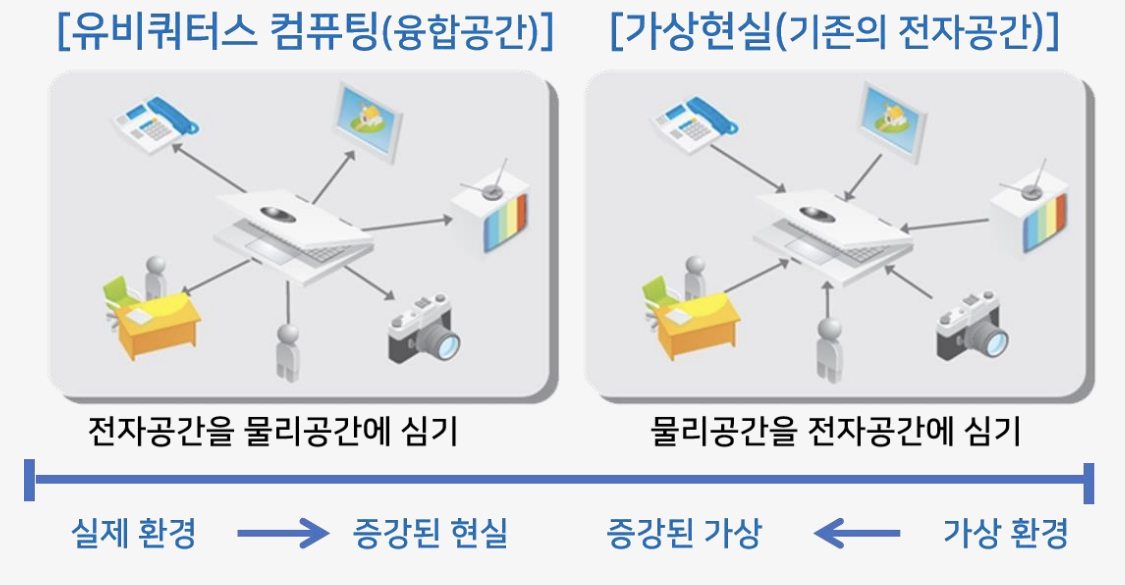 [유비쿼터스 컴퓨팅(융합공간)]
[가상현실(기존의 전자공간)]
전자공간을 물리공간에 심기
물리공간을 전자공간에 심기
실제 환경
증강된 현실
증강된 가상
가상 환경